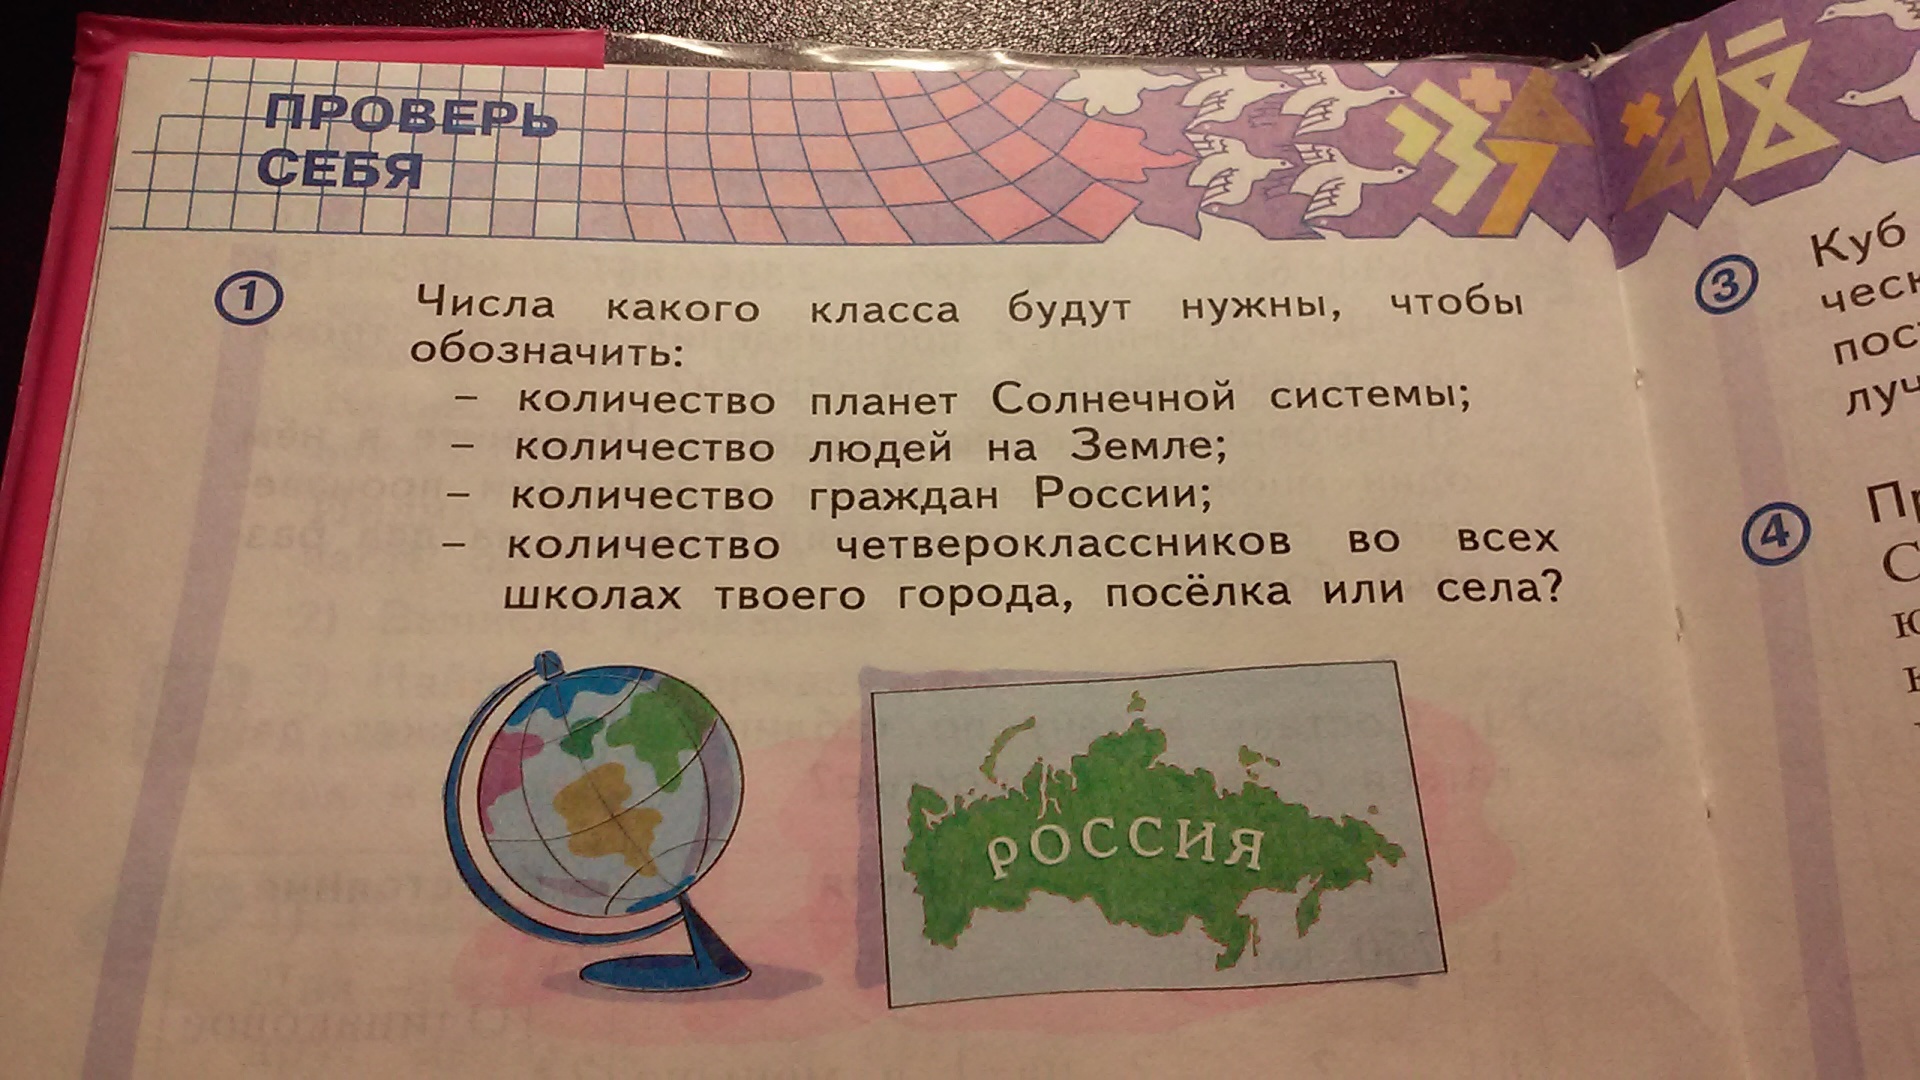 ПРОВЕРЬ
СЕБЯ
1 Числа какого класса будут нужны, чтобы
обозначить:
– количество планет Солнечной системы;
– количество людей на Земле;
– количество граждан России;
– количество четвероклассников во всех
школах твоего города, посёлка или села?
РОССИЯ
18
3 Куб
4